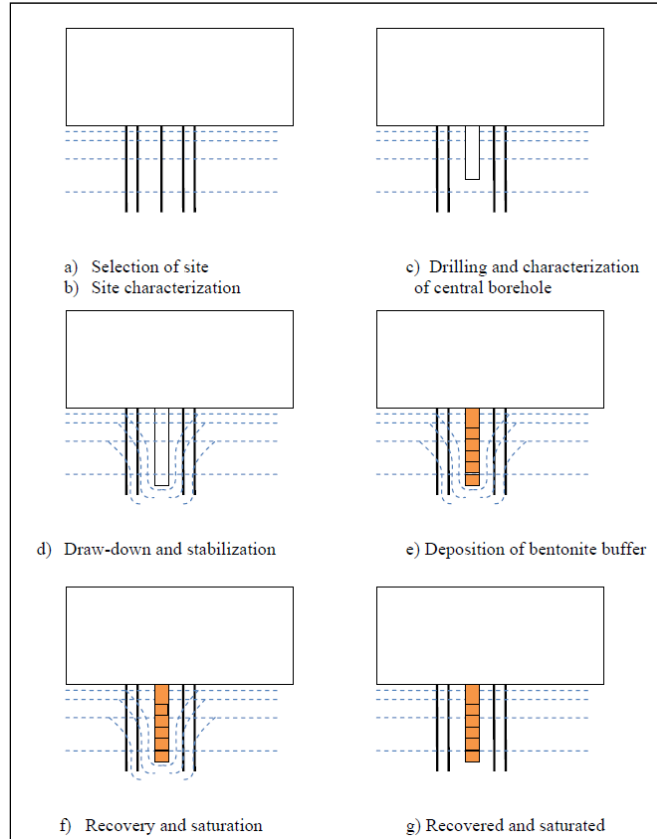 a) Selection of site
b) Site characterization
c) Drilling and characterization
of central borehole
d) Draw-down and stabilization
e) Deposition of bentonite buffer
f) Recovery and saturation
g) Recovered and saturated